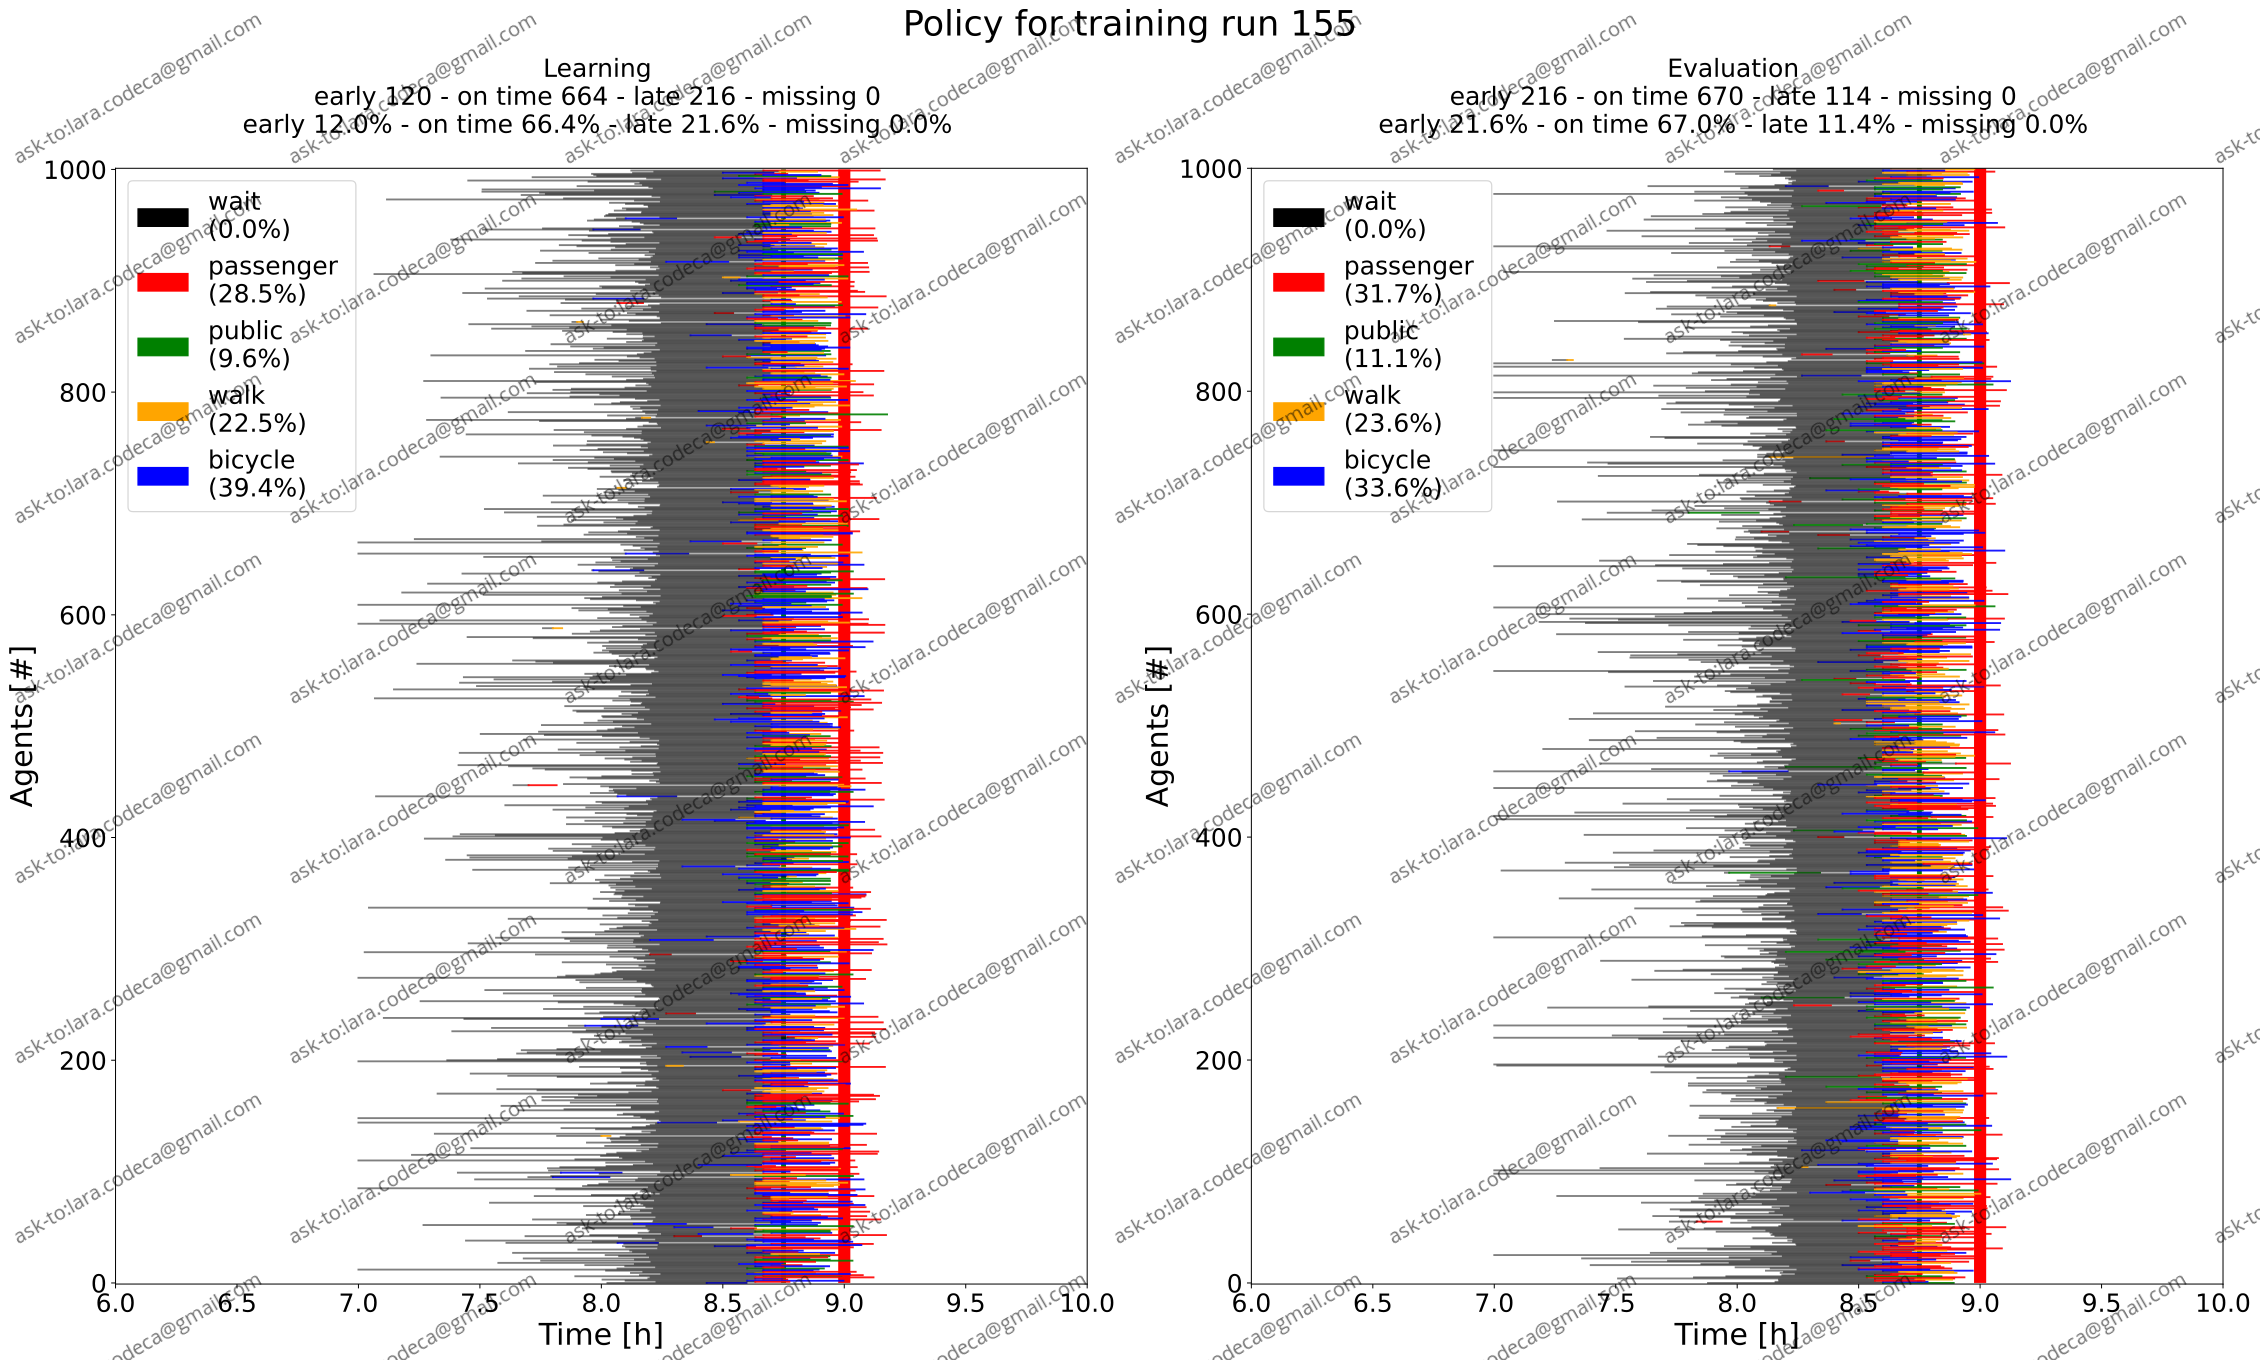 Policy for training run 155
Learning
early 120 - on time 664 - late 216 - missing 0
early 12.0% - on time 66.4% - late 21.6% - missing 0.0%
1000
800
600
400
200
0
Agents [#]
wait
(0.0%)
passenger
(28.5%)
public
(9.6%)
walk
(22.5%)
bicycle
(39.4%)
6.0 6.5 7.0 7.5 8.0 8.5 9.0 9.5 10.0
Time [h]
Evaluation
early 216 - on time 670 - late 114 - missing 0
early 21.6% - on time 67.0% - late 11.4% - missing 0.0%
1000
800
600
400
200
0
Agents [#]
wait
(0.0%)
passenger
(31.7%)
public
(11.1%)
walk
(23.6%)
bicycle
(33.6%)
6.0 6.5 7.0 7.5 8.0 8.5 9.0 9.5 10.0
Time [h]
ask-to:lara.codeca@gmail.com